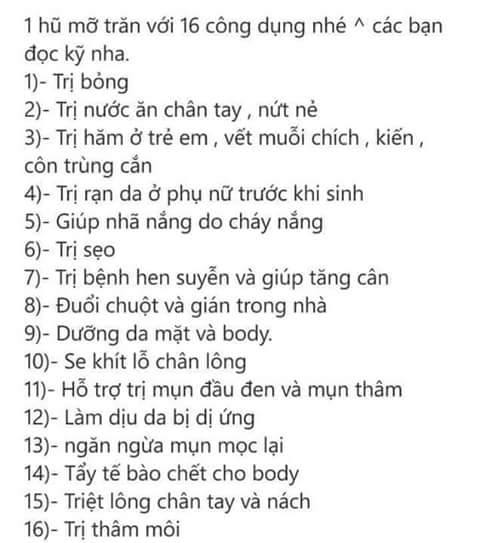 1 hũ mỡ trăn với 16 công dụng nhé ^ các bạn
đọc kỹ nha.
1)- Trị bỏng
2)- Trị nước ăn chân tay , nứt nẻ
3)- Trị hăm ở trẻ em , vết muỗi chích , kiến ,
côn trùng cắn
4)- Trị rạn da ở phụ nữ trước khi sinh
5)- Giúp nhã nắng do cháy nắng
6)- Trị sẹo
7)- Trị bệnh hen suyễn và giúp tăng cân
8)- Đuổi chuột và gián trong nhà
9)- Dưỡng da mặt và body.
10)- Se khít lỗ chân lông
11)- Hỗ trợ trị mụn đầu đen và mụn thâm
12)- Làm dịu da bị dị ứng
13)- ngăn ngừa mụn mọc lại
14)- Tẩy tế bào chết cho body
15)- Triệt lông chân tay và nách
16)- Trị thâm môi